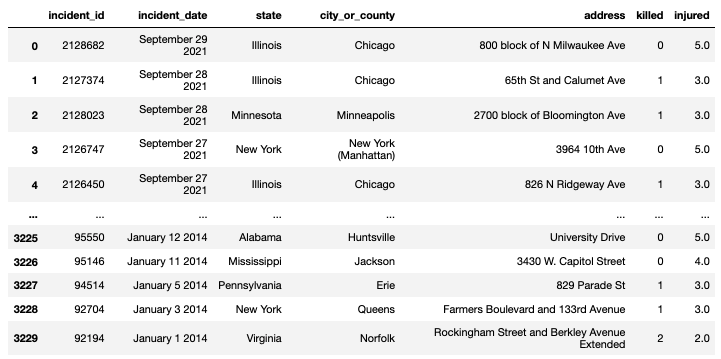 incident_id incident_date state city_or_county address killed injured
0 2128682 September 29 2021 Illinois Chicago 800 block of N Milwaukee Ave 0 5.0
1 2127374 September 28 2021 Illinois Chicago 65th St and Calumet Ave 1 3.0
2 2128023 September 28 2021 Minnesota Minneapolis 2700 block of Bloomington Ave 1 3.0
3 2126747 September 27 2021 New York New York (Manhattan) 3964 10th Ave 0 5.0
4 2126450 September 27 2021 Illinois Chicago 826 N Ridgeway Ave 1 3.0
... ... ... ... ... ... ... ...
3225 95550 January 12 2014 Alabama Huntsville University Drive 0 5.0
3226 95146 January 11 2014 Mississippi Jackson 3430 W. Capitol Street 0 4.0
3227 94514 January 5 2014 Pennsylvania Erie 829 Parade St 1 3.0
3228 92704 January 3 2014 New York Queens Farmers Boulevard and 133rd Avenue 1 3.0
3229 92194 January 1 2014 Virginia Norfolk Rockingham Street and Berkley Avenue Extended 2 2.0